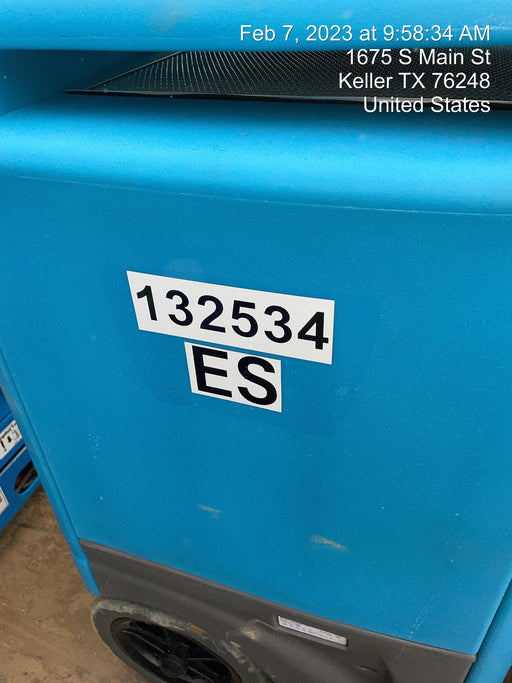 Feb 7, 2023 at 9:58:34 AM
1675 S Main St
Keller TX 76248
United States
132534
ES